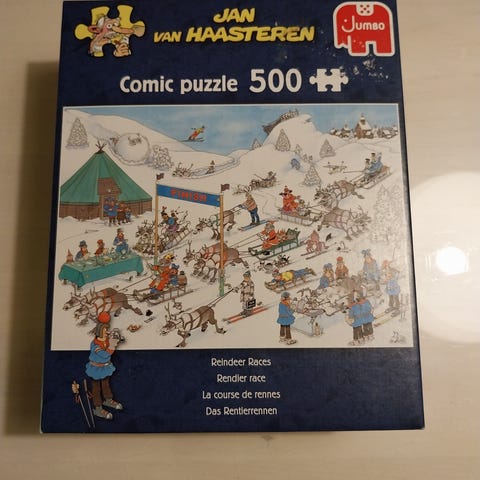 JAN
VAN HAASTEREN
Jumbo
Comic puzzle 500
Reindeer Races
Rendier race
La course de rennes
Das Rentierrennen